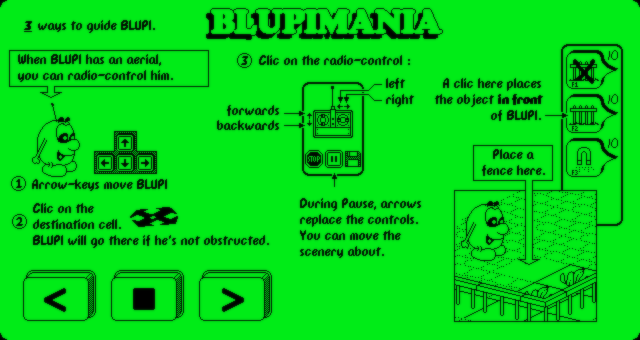 BLUPIMANIA
3 ways to guide BLUPI.
When BLUPI has an aerial,
you can radio-control him.
① Arrow-keys move BLUPI
② Clic on the
destination cell.
BLUPI will go there if he's not obstructed.
③ Clic on the radio-control :
left
right
forwards
backwards
STOP
During Pause, arrows
replace the controls.
You can move the
scenery about.
A clic here places
the object in front
of BLUPI.
10
F1
10
F2
10
F3
Place a
fence here.